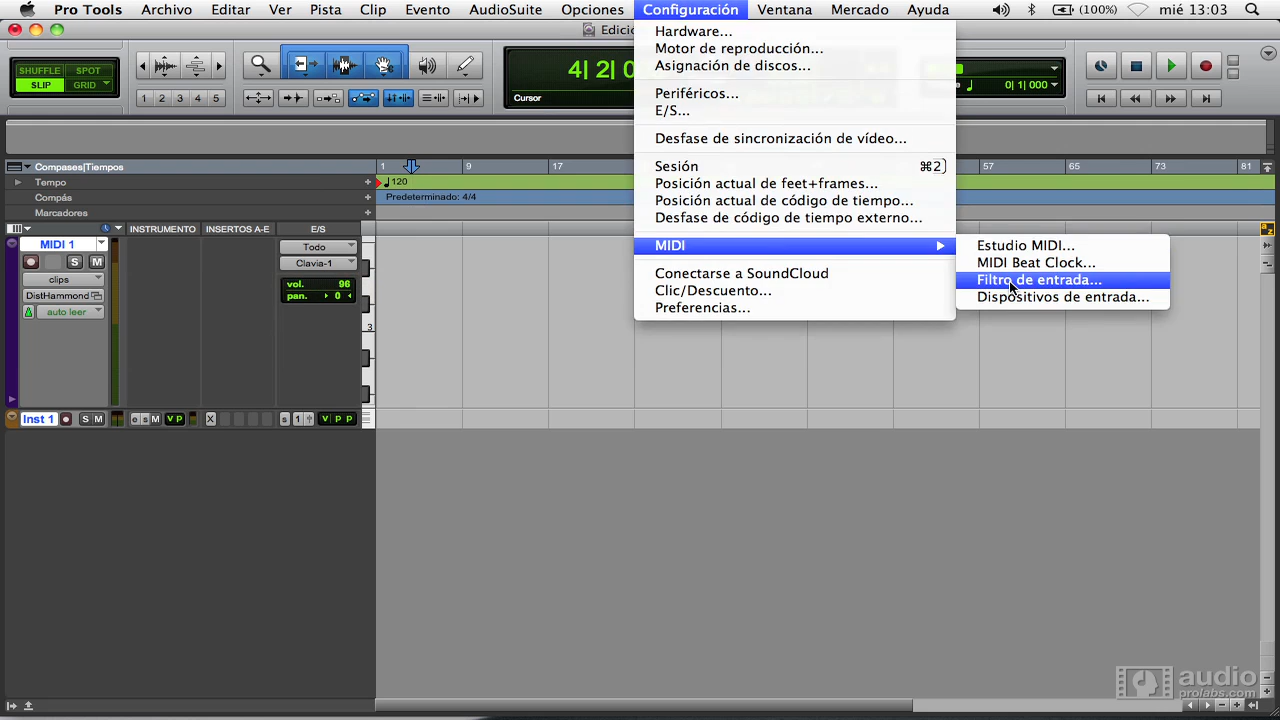 Pro Tools Archivo Editar Ver Pista Clip Evento AudioSuite Opciones Configuración Ventana Mercado Ayuda (100%) mié 13:03
Edicio
SHUFFLE SPOT
SLIP GRID
1 2 3 4 5
4| 2| 0
Cursor
0| 1| 000
Hardware...
Motor de reproducción...
Asignación de discos...
Periféricos...
E/S...
Desfase de sincronización de vídeo...
Sesión ⌘2
Posición actual de feet+frames...
Posición actual de código de tiempo...
Desfase de código de tiempo externo...
MIDI
Conectarse a SoundCloud
Clic/Descuento...
Preferencias...
Estudio MIDI...
MIDI Beat Clock...
Filtro de entrada...
Dispositivos de entrada...
Compases|Tiempos 1 9 17 57 65 73 81
Tempo 120
Compás Predeterminado: 4/4
Marcadores
INSTRUMENTO INSERTOS A-E E/S
MIDI 1 Todo
S M Clavia-1
clips vol. 96
DistHammond pan. 0
auto leer
3
Inst 1 S M e s M V P X s 1 V P P
audio
prolabs.com